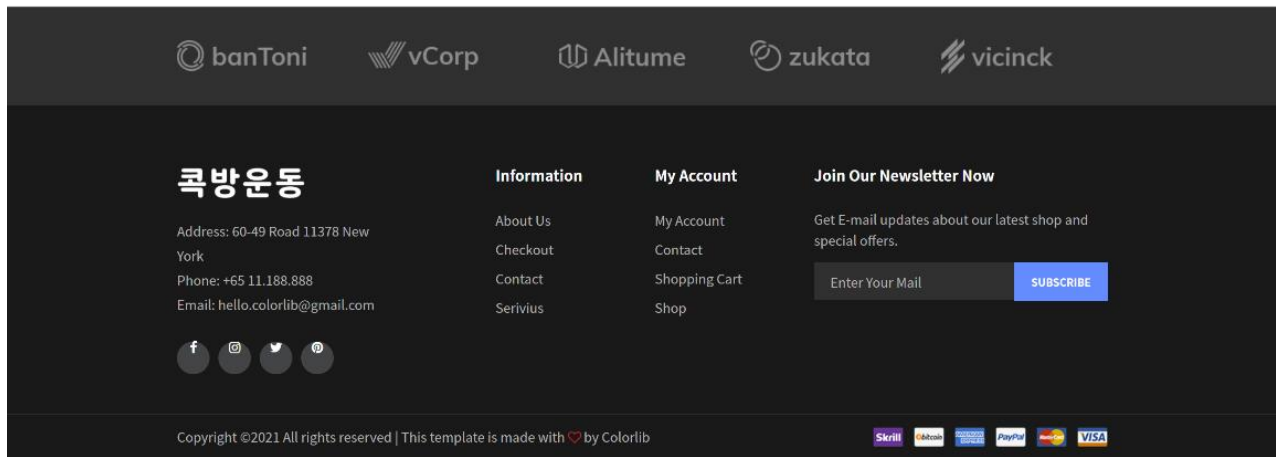 banToni
vCorp
Alitume
zukata
vicinck
콕방운동
Address: 60-49 Road 11378 New
York
Phone: +65 11.188.888
Email: hello.colorlib@gmail.com
Information
About Us
Checkout
Contact
Serivius
My Account
My Account
Contact
Shopping Cart
Shop
Join Our Newsletter Now
Get E-mail updates about our latest shop and
special offers.
Enter Your Mail
SUBSCRIBE
Copyright ©2021 All rights reserved | This template is made with ♡ by Colorlib
Skrill
bitcoin
PayPal
MasterCard
VISA